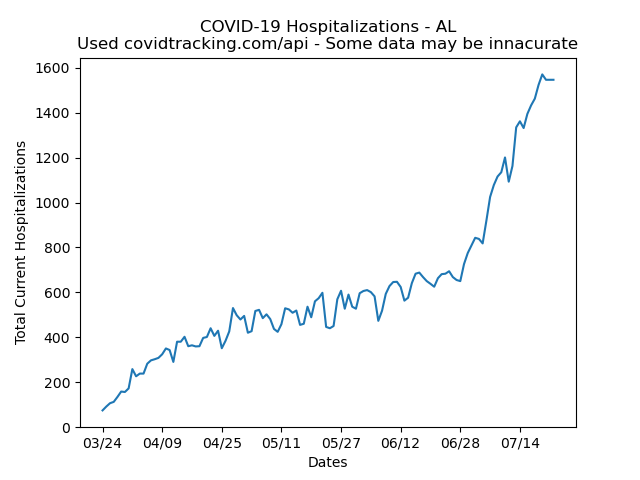 COVID-19 Hospitalizations - AL
Used covidtracking.com/api - Some data may be innacurate
1600
1400
1200
1000
800
600
400
200
0
Total Current Hospitalizations
03/24 04/09 04/25 05/11 05/27 06/12 06/28 07/14
Dates